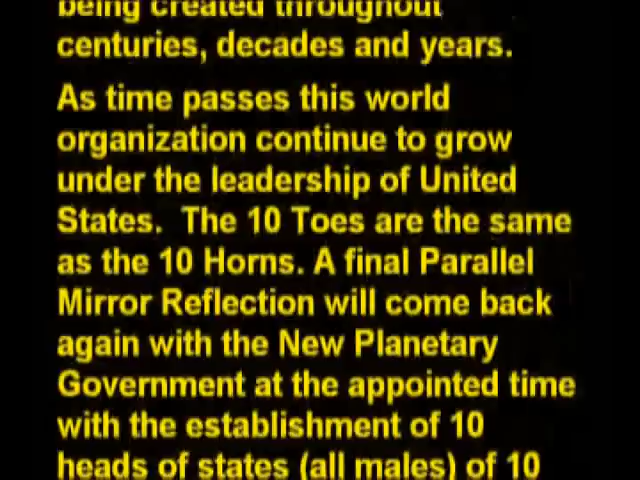 being created throughout
centuries, decades and years.
As time passes this world
organization continue to grow
under the leadership of United
States.  The 10 Toes are the same
as the 10 Horns. A final Parallel
Mirror Reflection will come back
again with the New Planetary
Government at the appointed time
with the establishment of 10
heads of states (all males) of 10